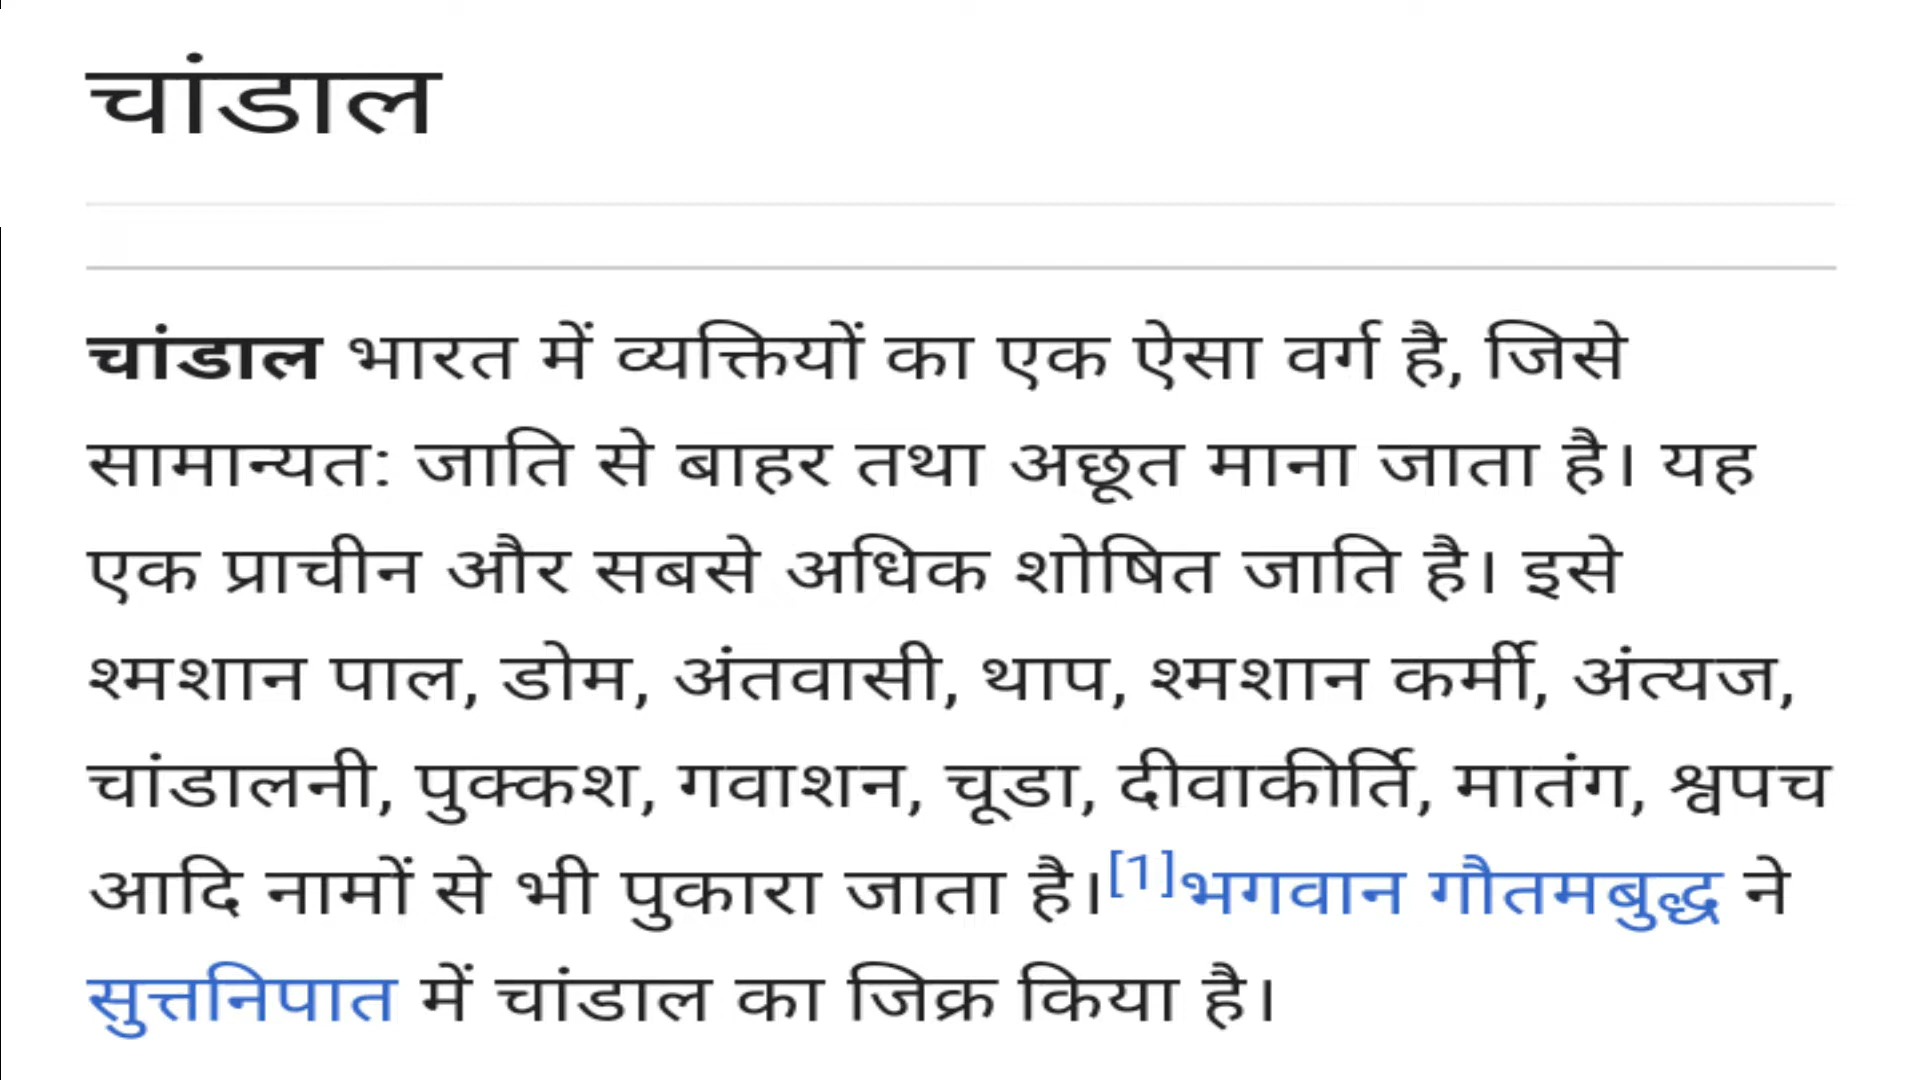 चांडाल
चांडाल भारत में व्यक्तियों का एक ऐसा वर्ग है, जिसे
सामान्यत: जाति से बाहर तथा अछूत माना जाता है। यह
एक प्राचीन और सबसे अधिक शोषित जाति है। इसे
श्मशान पाल, डोम, अंतवासी, थाप, श्मशान कर्मी, अंत्यज,
चांडालनी, पुक्कश, गवाशन, चूडा, दीवाकीर्ति, मातंग, श्वपच
आदि नामों से भी पुकारा जाता है।[1]भगवान गौतमबुद्ध ने
सुत्तनिपात में चांडाल का जिक्र किया है।